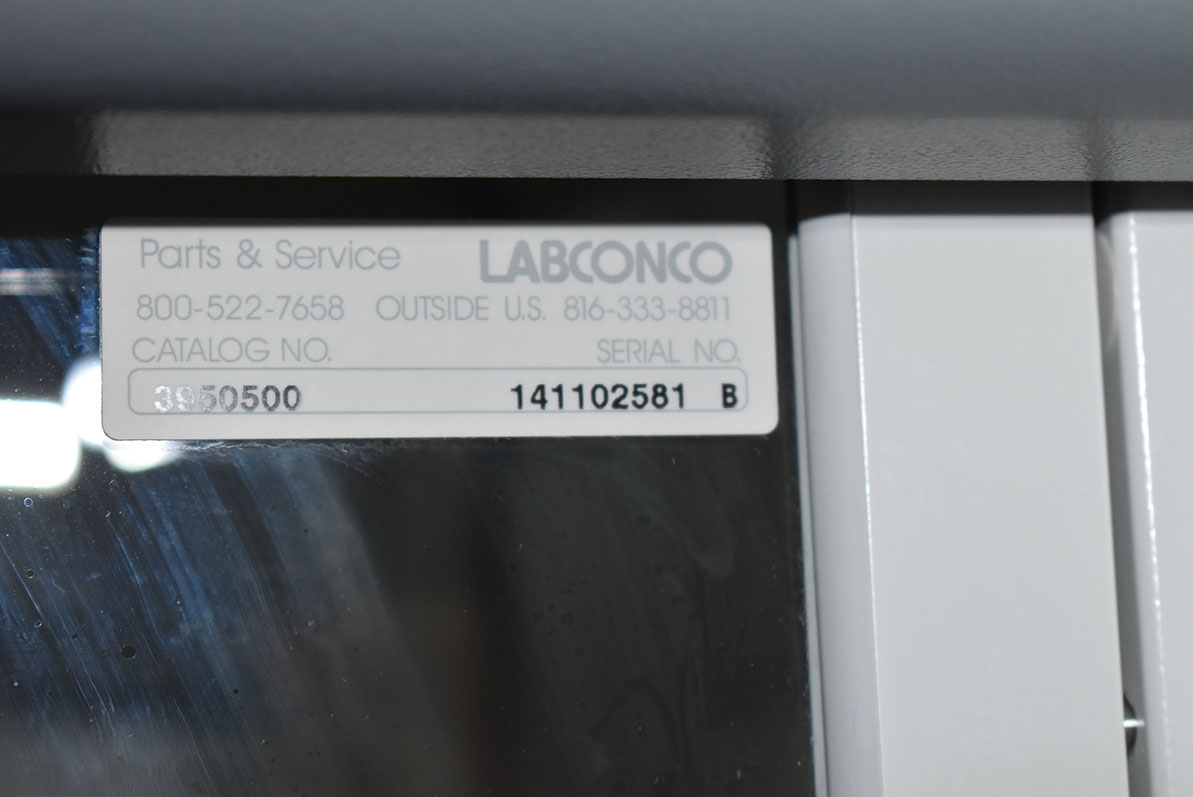 Parts & Service LABCONCO
800-522-7658 OUTSIDE U.S. 816-333-8811
CATALOG NO. SERIAL NO.
3950500 141102581 B